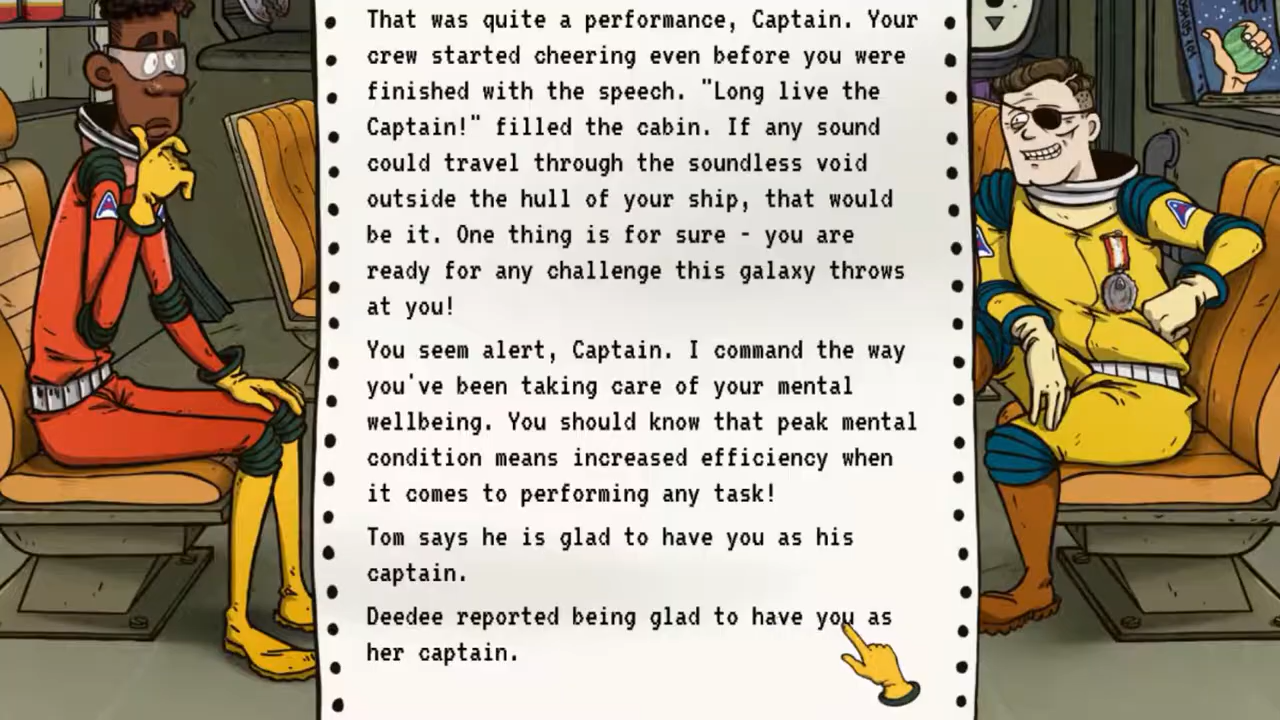 101
That was quite a performance, Captain. Your
crew started cheering even before you were
finished with the speech. "Long live the
Captain!" filled the cabin. If any sound
could travel through the soundless void
outside the hull of your ship, that would
be it. One thing is for sure - you are
ready for any challenge this galaxy throws
at you!
You seem alert, Captain. I command the way
you've been taking care of your mental
wellbeing. You should know that peak mental
condition means increased efficiency when
it comes to performing any task!
Tom says he is glad to have you as his
captain.
Deedee reported being glad to have you as
her captain.